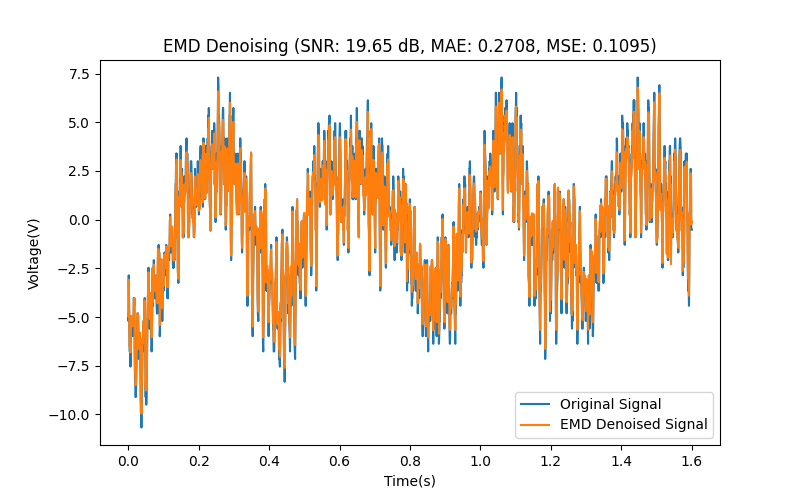 EMD Denoising (SNR: 19.65 dB, MAE: 0.2708, MSE: 0.1095)
7.5
5.0
2.5
0.0
−2.5
−5.0
−7.5
−10.0
Voltage(V)
Original Signal
EMD Denoised Signal
0.0 0.2 0.4 0.6 0.8 1.0 1.2 1.4 1.6
Time(s)